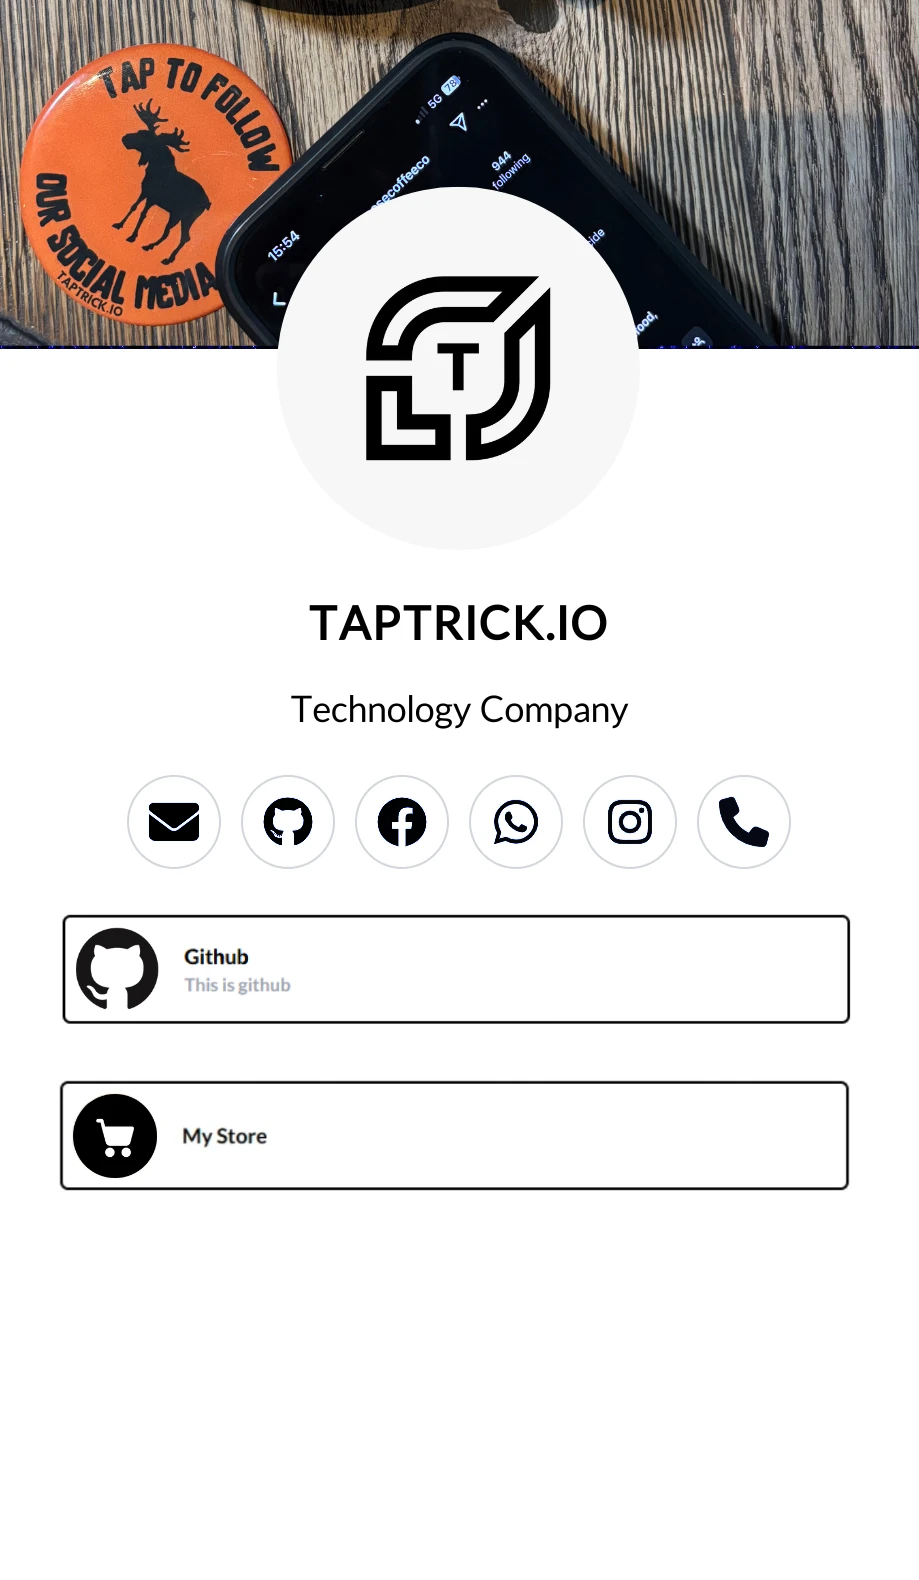 TAP TO FOLLOW
OUR SOCIAL MEDIA
TAPTRICK.IO
5G 78
15:54
944
following
T
TAPTRICK.IO
Technology Company
Github
This is github
My Store